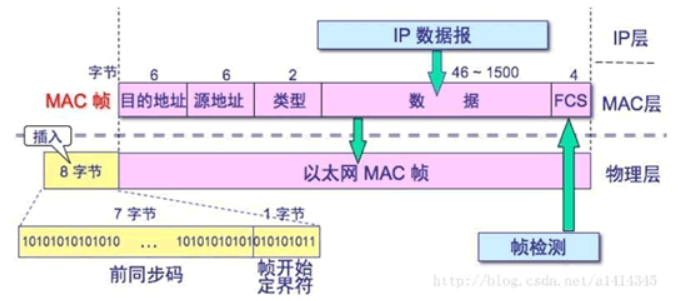 IP 数据报
IP层
字节
6
6
2
46 ~ 1500
4
MAC 帧
目的地址
源地址
类型
数 据
FCS
MAC层
插入
8 字节
以太网 MAC 帧
物理层
7 字节
1 字节
10101010101010 ... 10101010101010101011
前同步码
帧开始
定界符
帧检测
http://blog.csdn.net/a1414345